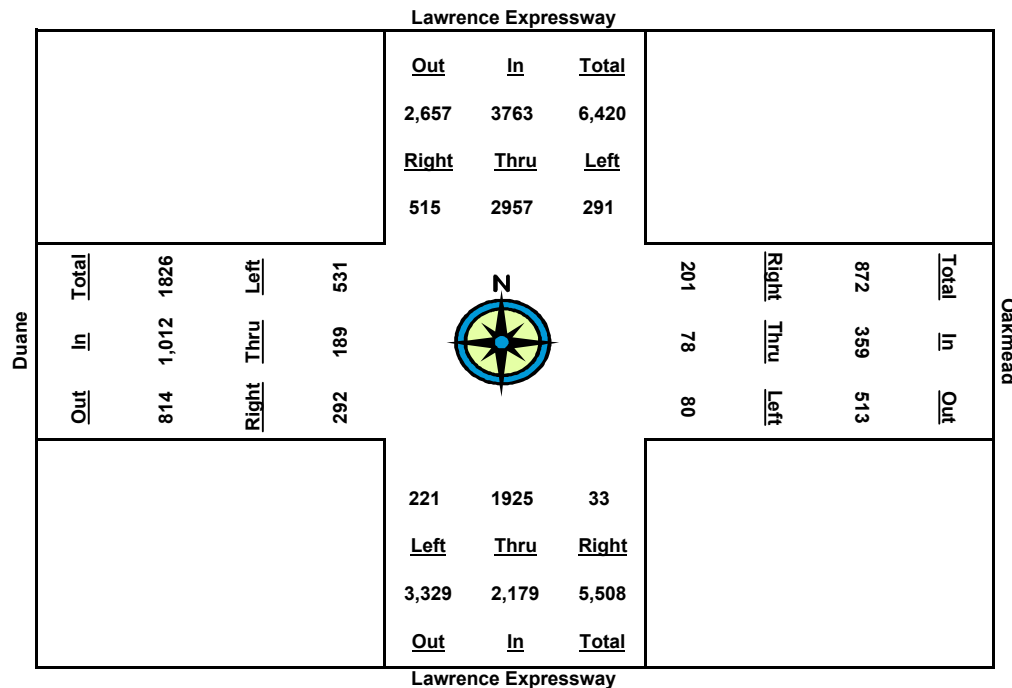 Lawrence Expressway
Out In Total
2,657 3763 6,420
Right Thru Left
515 2957 291
Duane
Total In Out
1826 1,012 814
Left Thru Right
531 189 292
N
201 78 80
Right Thru Left
872 359 513
Total In Out
Oakmead
221 1925 33
Left Thru Right
3,329 2,179 5,508
Out In Total
Lawrence Expressway